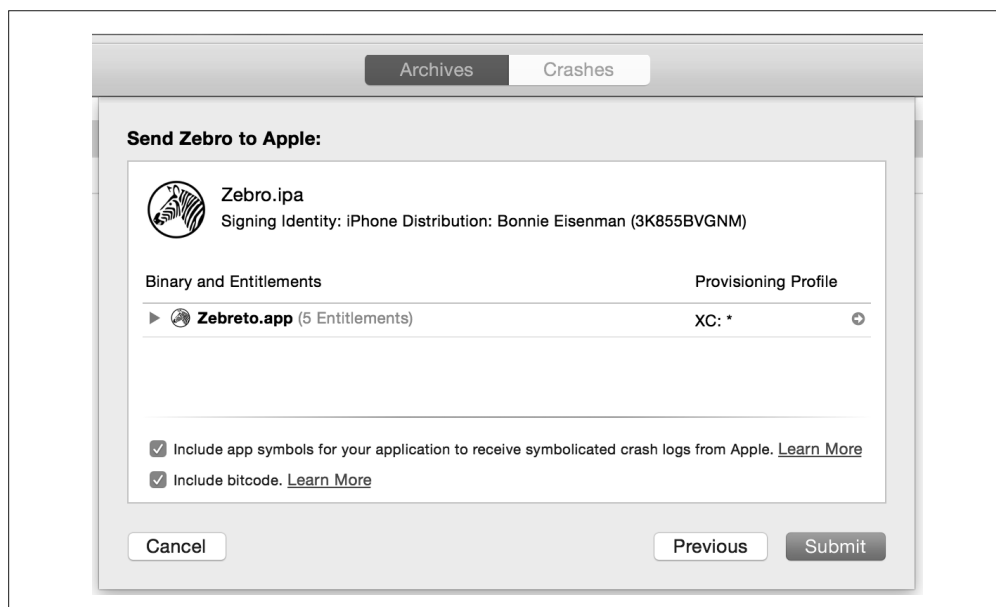 Archives Crashes
Send Zebro to Apple:
Zebro.ipa
Signing Identity: iPhone Distribution: Bonnie Eisenman (3K855BVGNM)
Binary and Entitlements Provisioning Profile
Zebreto.app (5 Entitlements) XC: *
Include app symbols for your application to receive symbolicated crash logs from Apple. Learn More
Include bitcode. Learn More
Cancel Previous Submit